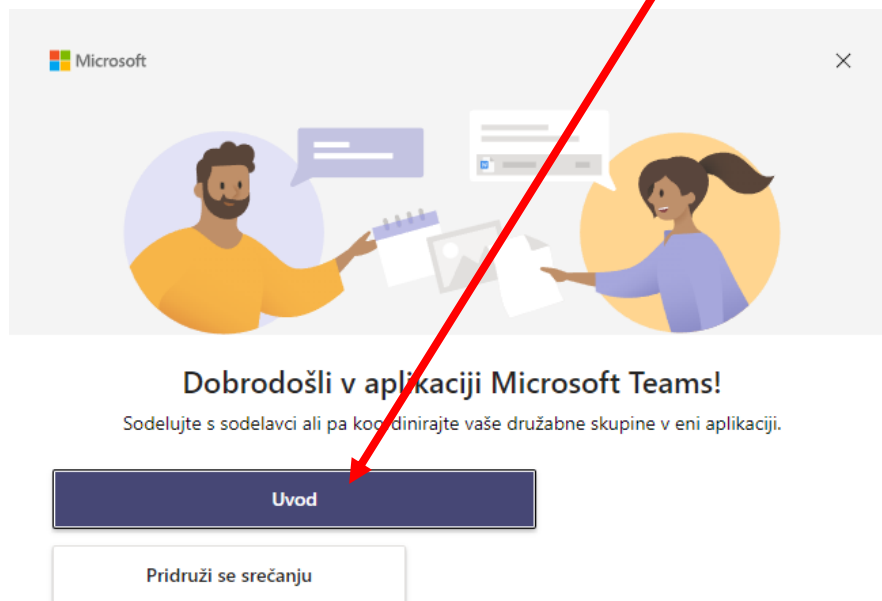 Microsoft
Dobrodošli v aplikaciji Microsoft Teams!
Sodelujte s sodelavci ali pa koordinirajte vaše družabne skupine v eni aplikaciji.
Uvod
Pridruži se srečanju